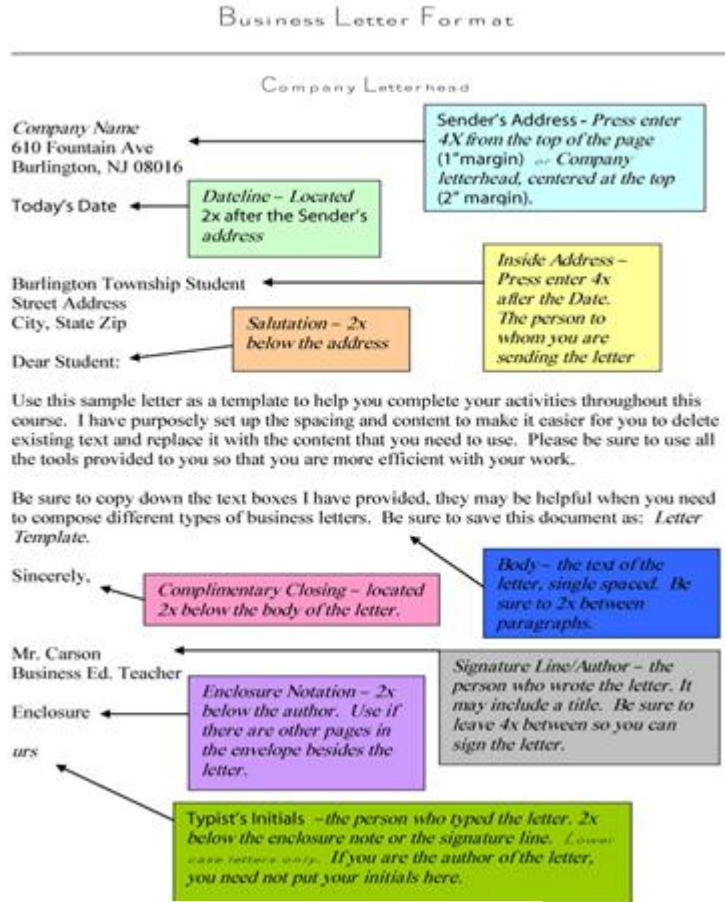 Business Letter Format
Company Letterhead
Company Name
610 Fountain Ave
Burlington, NJ 08016
Sender's Address - Press enter
4X from the top of the page
(1"margin) or Company
letterhead, centered at the top
(2" margin).
Today's Date
Dateline – Located
2x after the Sender's
address
Burlington Township Student
Street Address
City, State Zip
Inside Address –
Press enter 4x
after the Date.
The person to
whom you are
sending the letter
Salutation – 2x
below the address
Dear Student:
Use this sample letter as a template to help you complete your activities throughout this
course. I have purposely set up the spacing and content to make it easier for you to delete
existing text and replace it with the content that you need to use. Please be sure to use all
the tools provided to you so that you are more efficient with your work.
Be sure to copy down the text boxes I have provided, they may be helpful when you need
to compose different types of business letters. Be sure to save this document as: Letter
Template.
Sincerely,
Complimentary Closing – located
2x below the body of the letter.
Body – the text of the
letter, single spaced. Be
sure to 2x between
paragraphs.
Mr. Carson
Business Ed. Teacher
Signature Line/Author – the
person who wrote the letter. It
may include a title. Be sure to
leave 4x between so you can
sign the letter.
Enclosure Notation – 2x
below the author. Use if
there are other pages in
the envelope besides the
letter.
Enclosure
urs
Typist's Initials –the person who typed the letter. 2x
below the enclosure note or the signature line. Lower
case letters only. If you are the author of the letter,
you need not put your initials here.